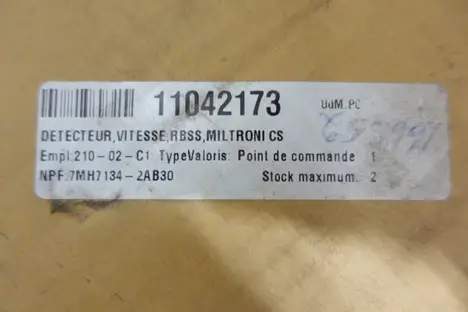 11042173 UdM.PC
DETECTEUR,VITESSE,RBSS,MILTRONI CS
Empl.210-02-C1 TypeValoris: Point de commande 1
NPF.7MH7134-2AB30 Stock maximum. 2